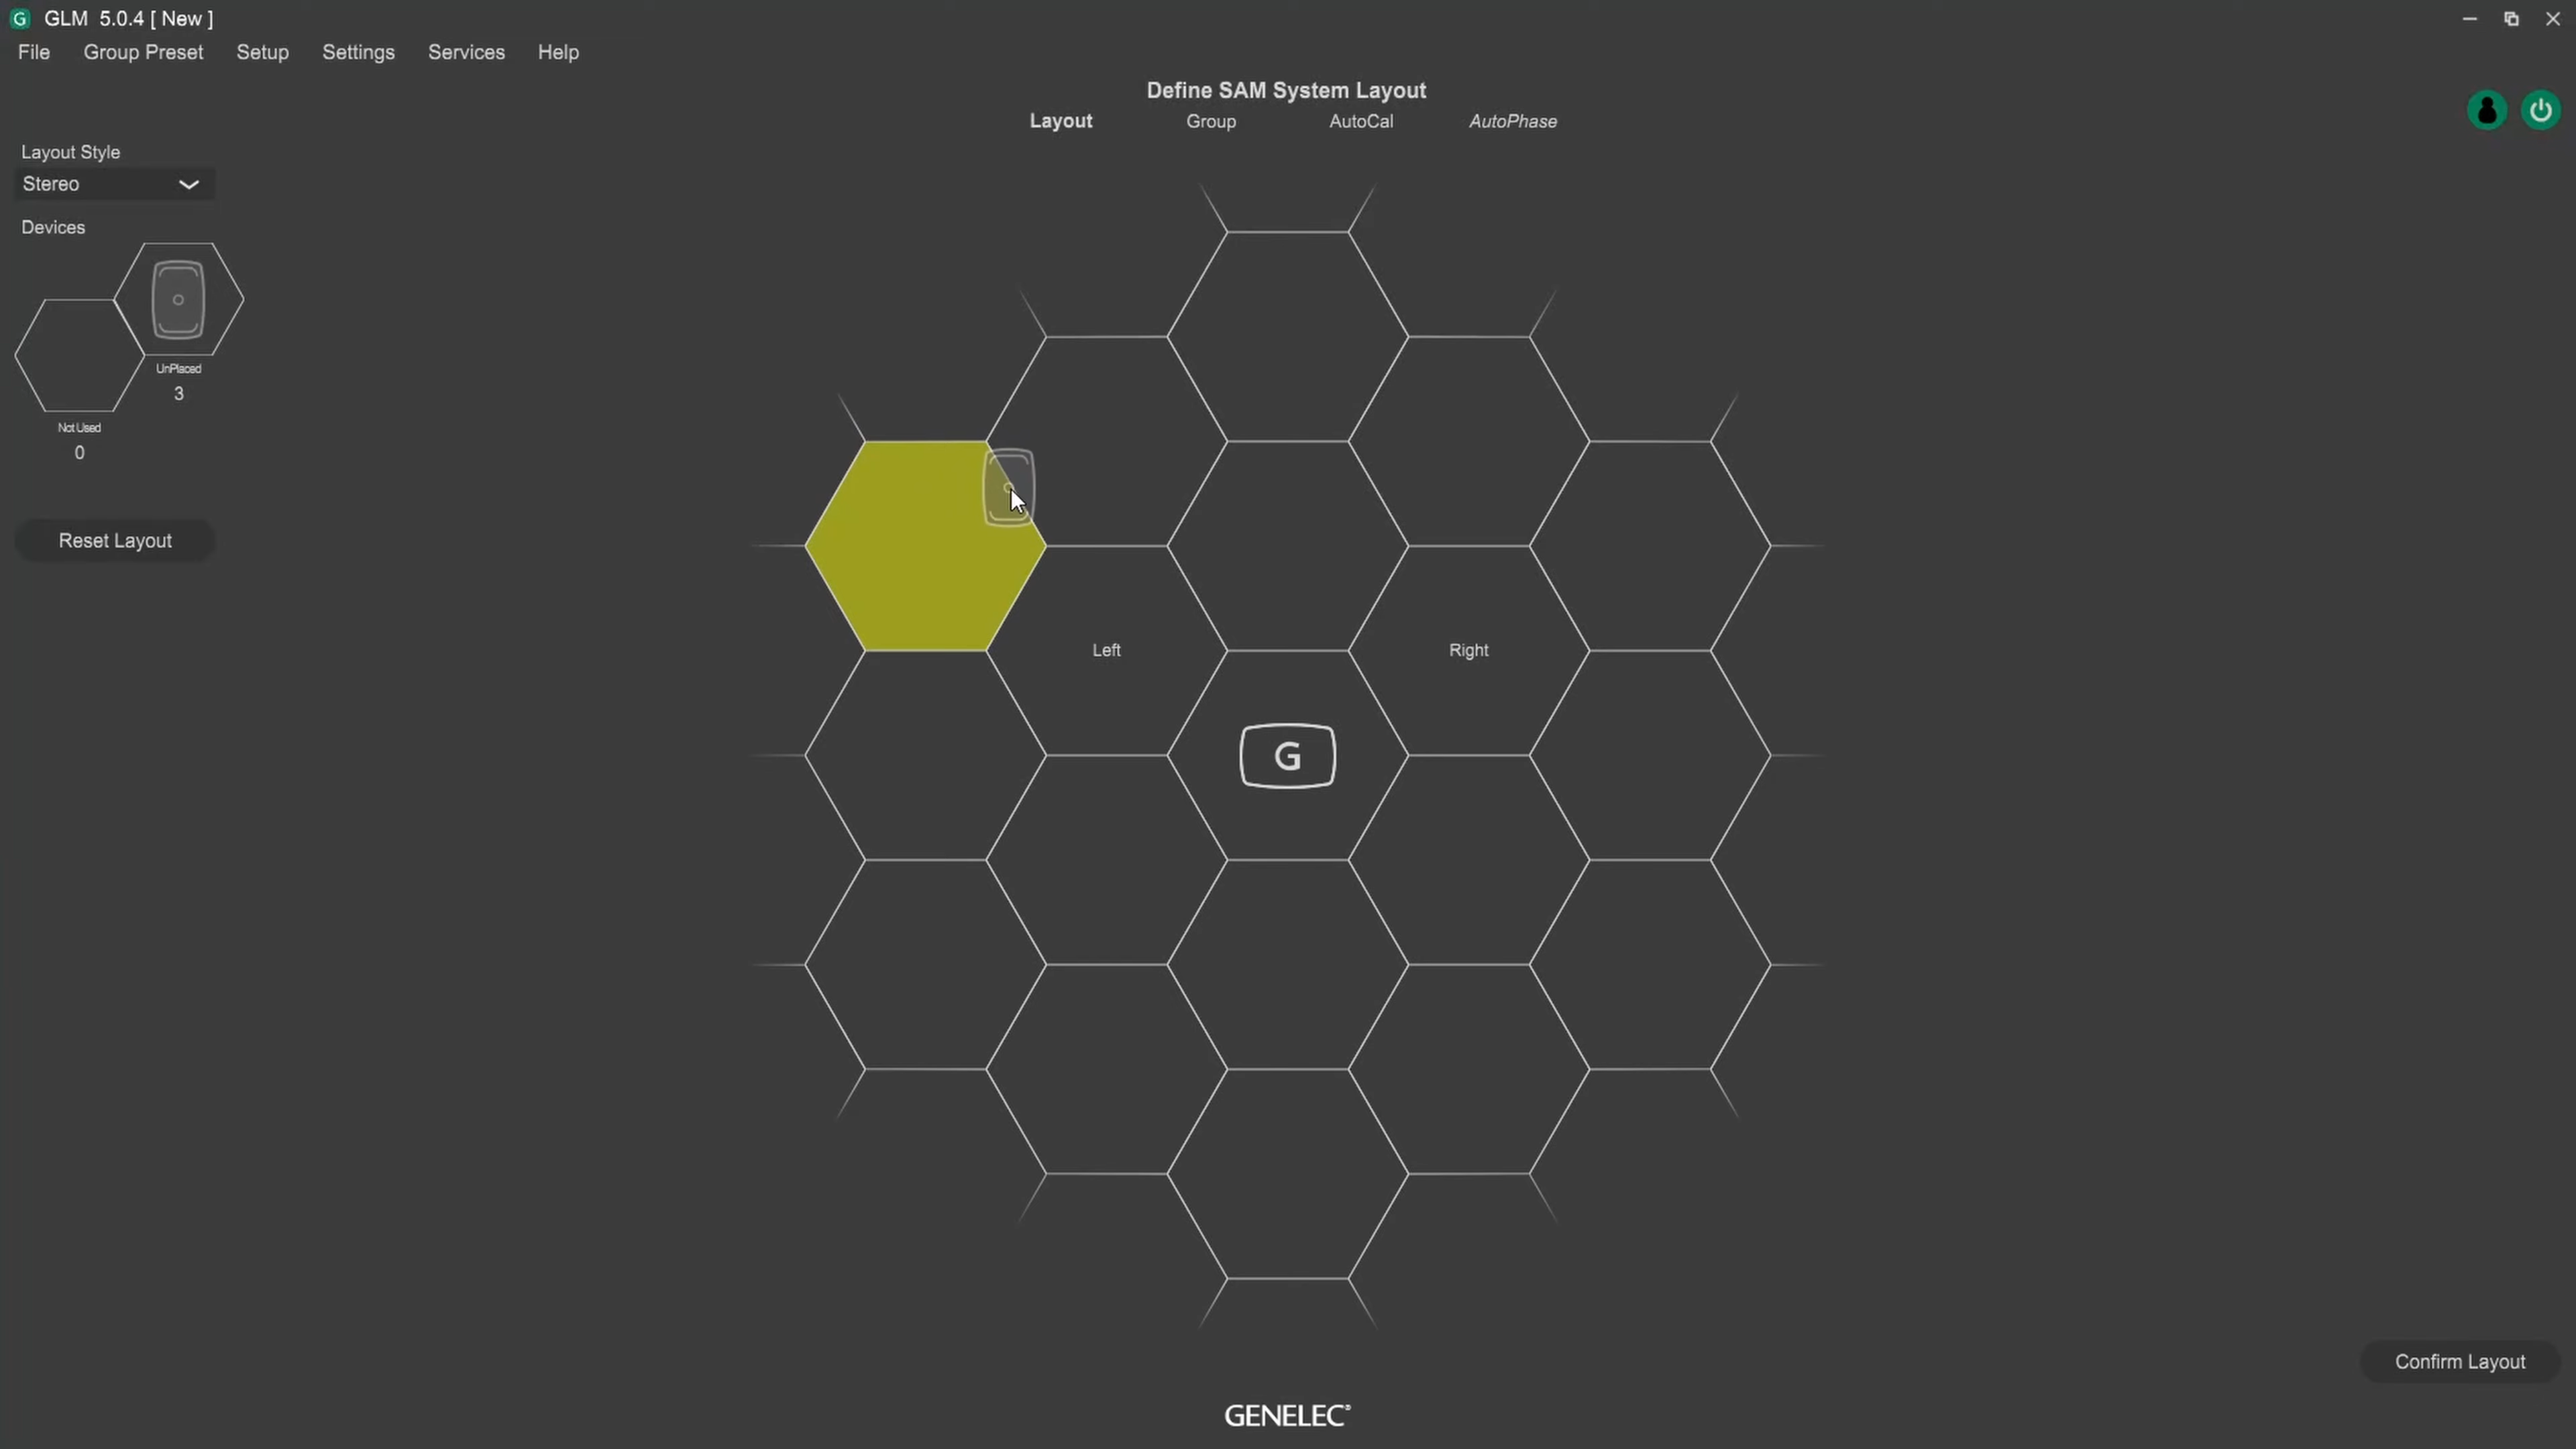 G GLM 5.0.4 [ New ]
File Group Preset Setup Settings Services Help
Define SAM System Layout
Layout Group AutoCal AutoPhase
Layout Style
Stereo
Devices
UnPlaced
3
Not Used
0
Reset Layout
Left
Right
G
Confirm Layout
GENELEC®